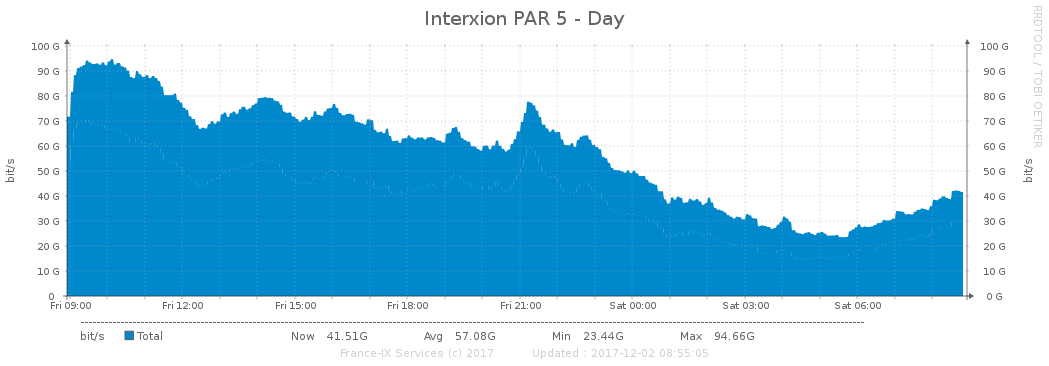 Interxion PAR 5 - Day
RRDTOOL / TOBI OETIKER
100 G 100 G
90 G 90 G
80 G 80 G
70 G 70 G
60 G 60 G
50 G 50 G
40 G 40 G
30 G 30 G
20 G 20 G
10 G 10 G
0 0 G
bit/s bit/s
Fri 09:00 Fri 12:00 Fri 15:00 Fri 18:00 Fri 21:00 Sat 00:00 Sat 03:00 Sat 06:00
bit/s Total Now 41.51G Avg 57.08G Min 23.44G Max 94.66G
France-IX Services (c) 2017 Updated : 2017-12-02 08:55:05